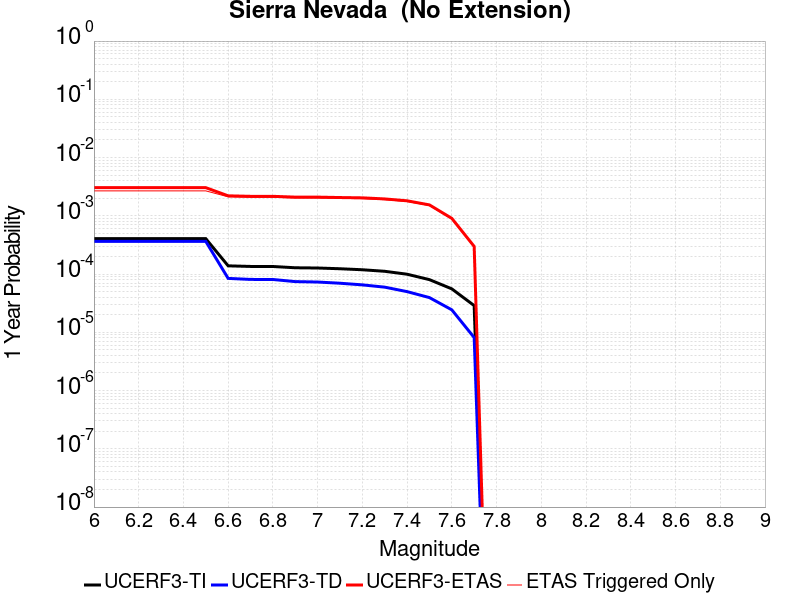 Sierra Nevada  (No Extension)
10^0
10^-1
10^-2
10^-3
10^-4
10^-5
10^-6
10^-7
10^-8
1 Year Probability
6 6.2 6.4 6.6 6.8 7 7.2 7.4 7.6 7.8 8 8.2 8.4 8.6 8.8 9
Magnitude
UCERF3-TI UCERF3-TD UCERF3-ETAS ETAS Triggered Only